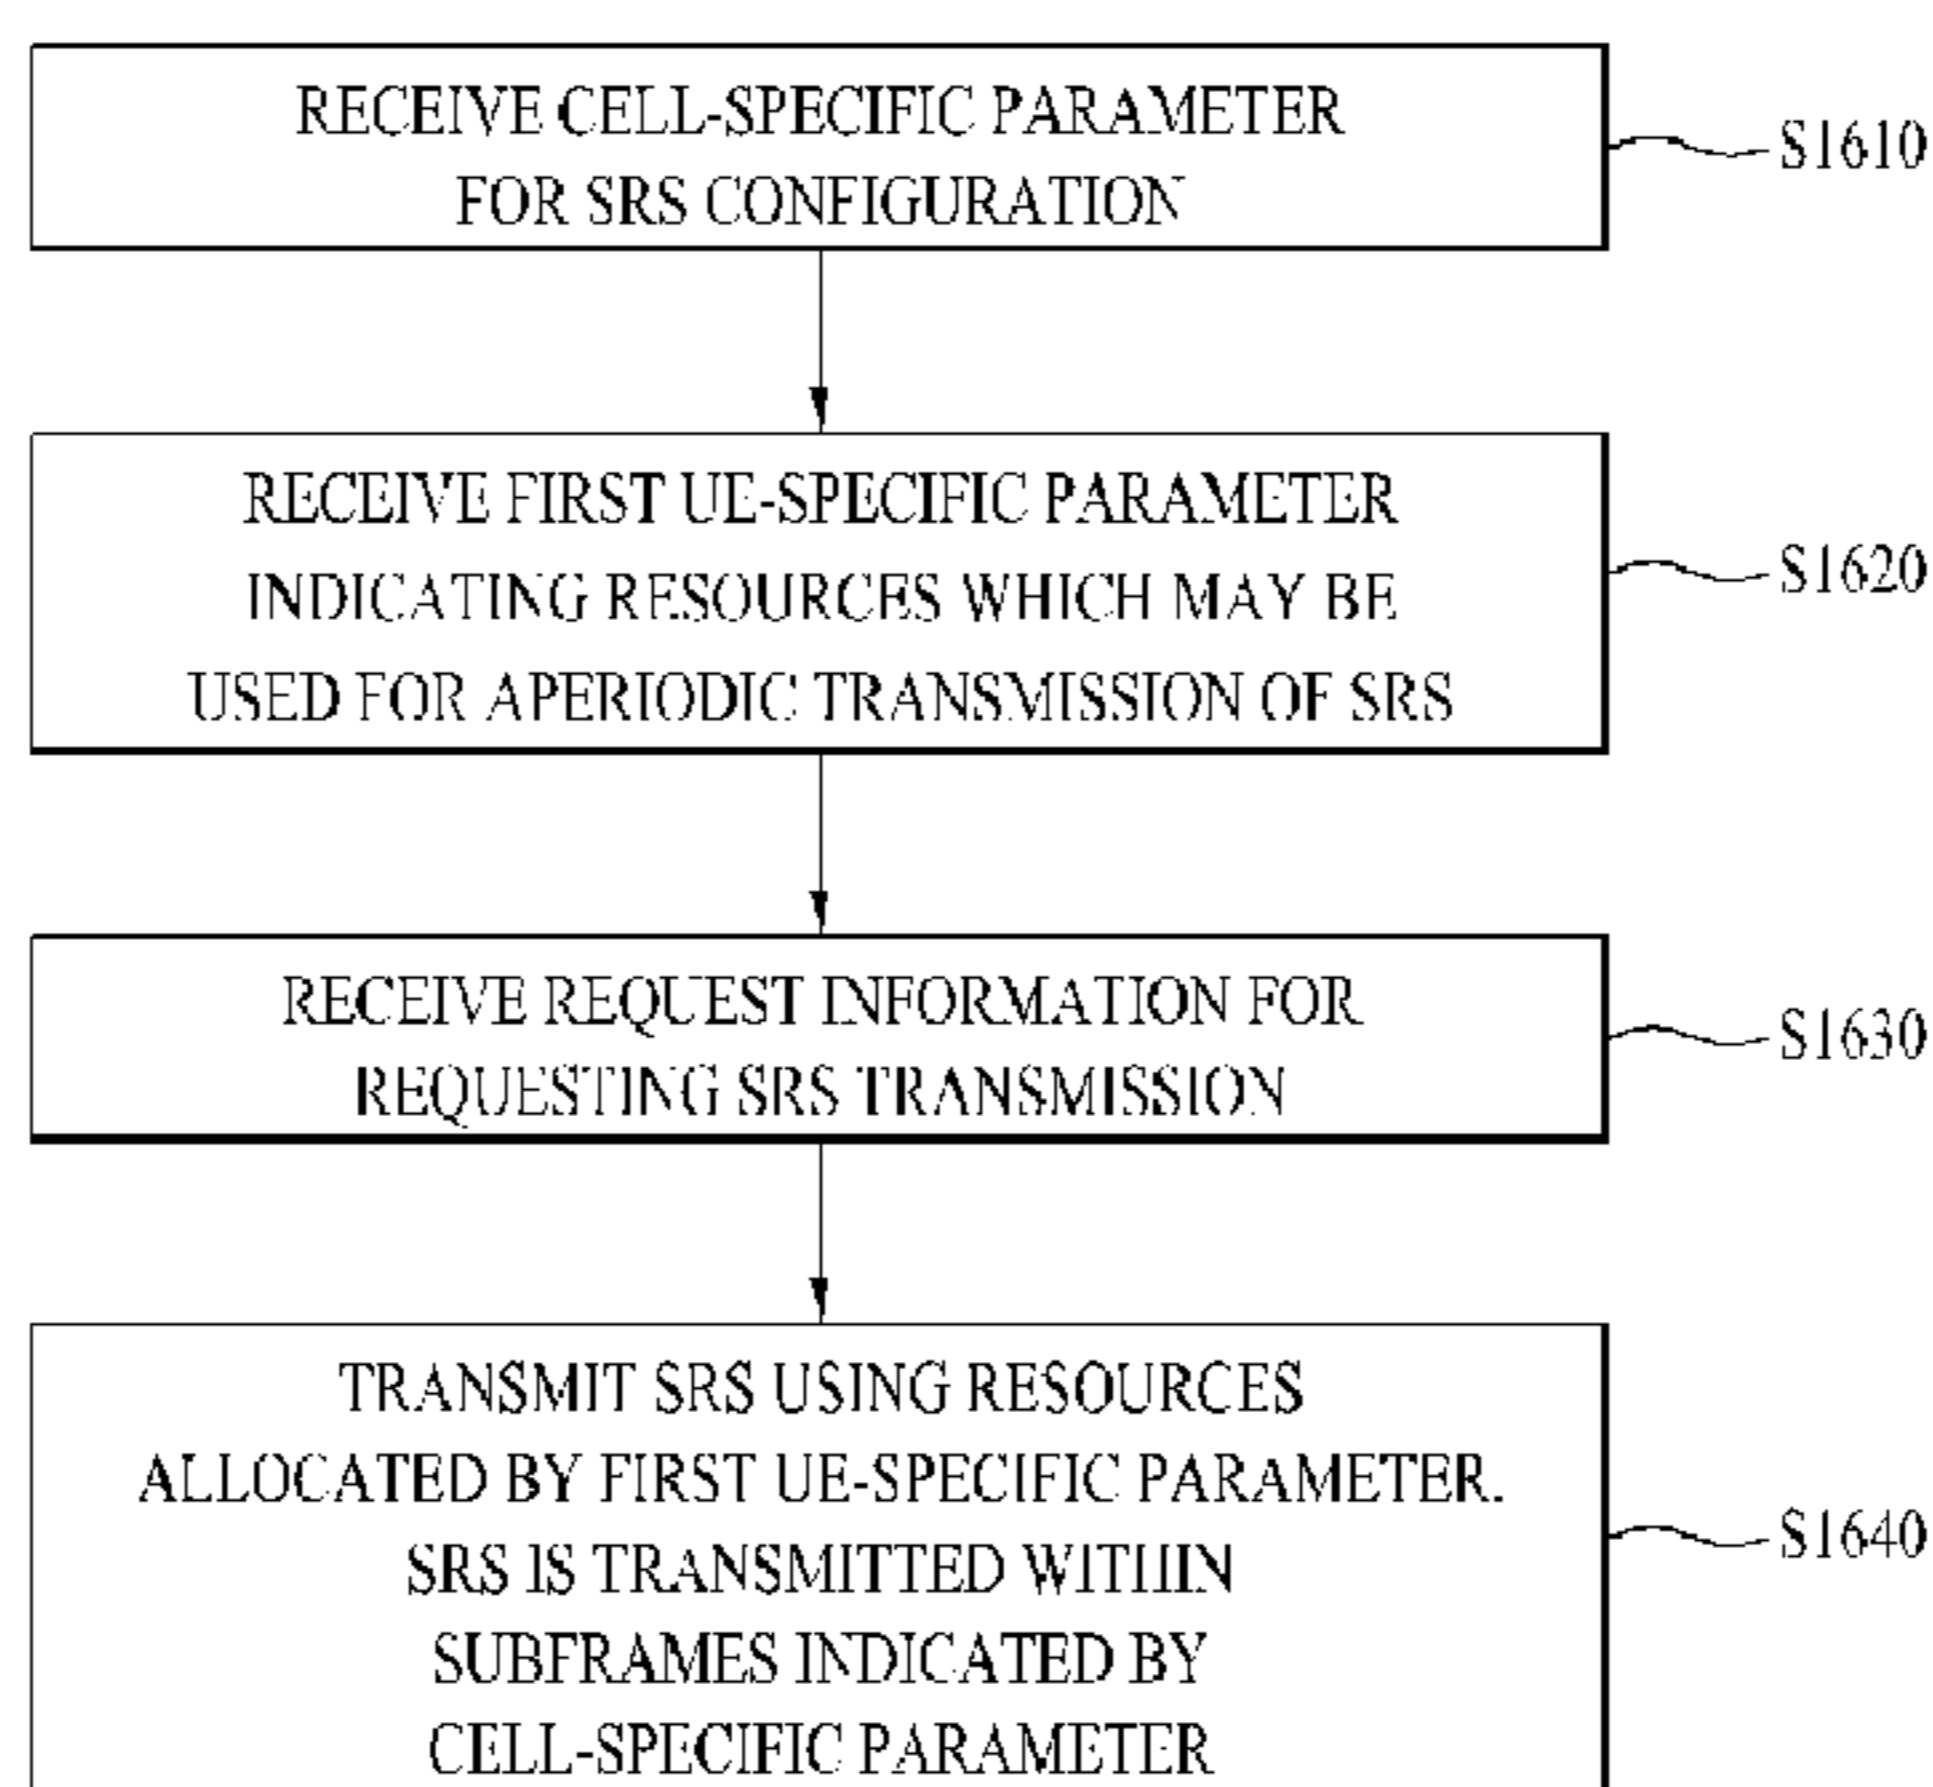 RECEIVE CELL-SPECIFIC PARAMETER
FOR SRS CONFIGURATION
S1610
RECEIVE FIRST UE-SPECIFIC PARAMETER
INDICATING RESOURCES WHICH MAY BE
USED FOR APERIODIC TRANSMISSION OF SRS
S1620
RECEIVE REQUEST INFORMATION FOR
REQUESTING SRS TRANSMISSION
S1630
TRANSMIT SRS USING RESOURCES
ALLOCATED BY FIRST UE-SPECIFIC PARAMETER.
SRS IS TRANSMITTED WITHIN
SUBFRAMES INDICATED BY
CELL-SPECIFIC PARAMETER
S1640